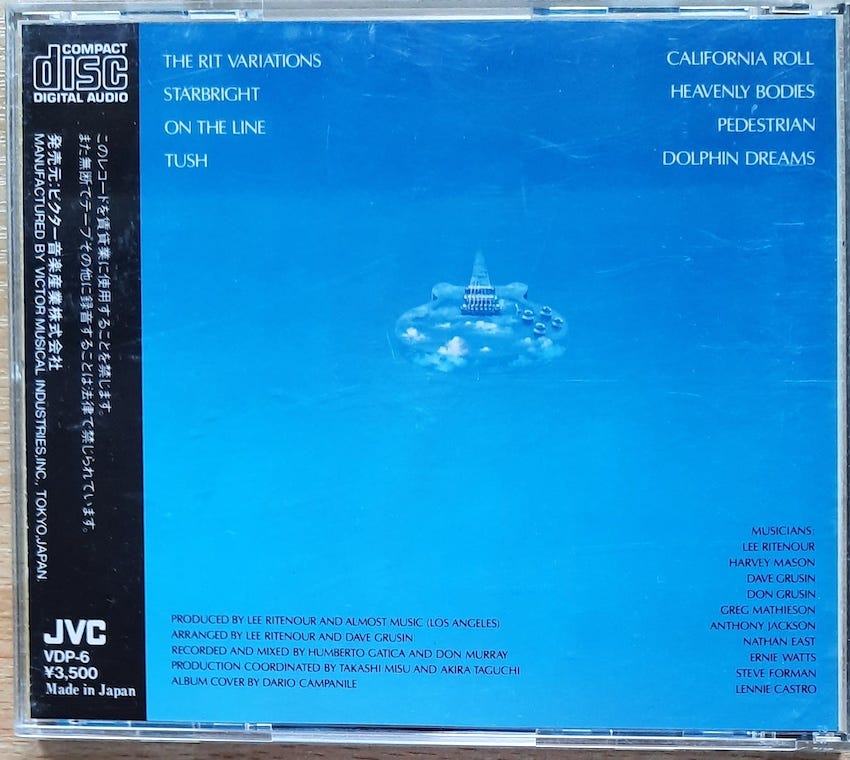 COMPACT
disc
DIGITAL AUDIO
このレコードを賃貸業に使用することを禁じます。
また無断でテープその他に録音することは法律で禁じられています。
発売元:ビクター音楽産業株式会社
MANUFACTURED BY VICTOR MUSICAL INDUSTRIES,INC., TOKYO,JAPAN.
JVC
VDP-6
¥3,500
Made in Japan
THE RIT VARIATIONS
STARBRIGHT
ON THE LINE
TUSH
CALIFORNIA ROLL
HEAVENLY BODIES
PEDESTRIAN
DOLPHIN DREAMS
PRODUCED BY LEE RITENOUR AND ALMOST MUSIC (LOS ANGELES)
ARRANGED BY LEE RITENOUR AND DAVE GRUSIN
RECORDED AND MIXED BY HUMBERTO GATICA AND DON MURRAY
PRODUCTION COORDINATED BY TAKASHI MISU AND AKIRA TAGUCHI
ALBUM COVER BY DARIO CAMPANILE
MUSICIANS:
LEE RITENOUR
HARVEY MASON
DAVE GRUSIN
DON GRUSIN
GREG MATHIESON
ANTHONY JACKSON
NATHAN EAST
ERNIE WATTS
STEVE FORMAN
LENNIE CASTRO